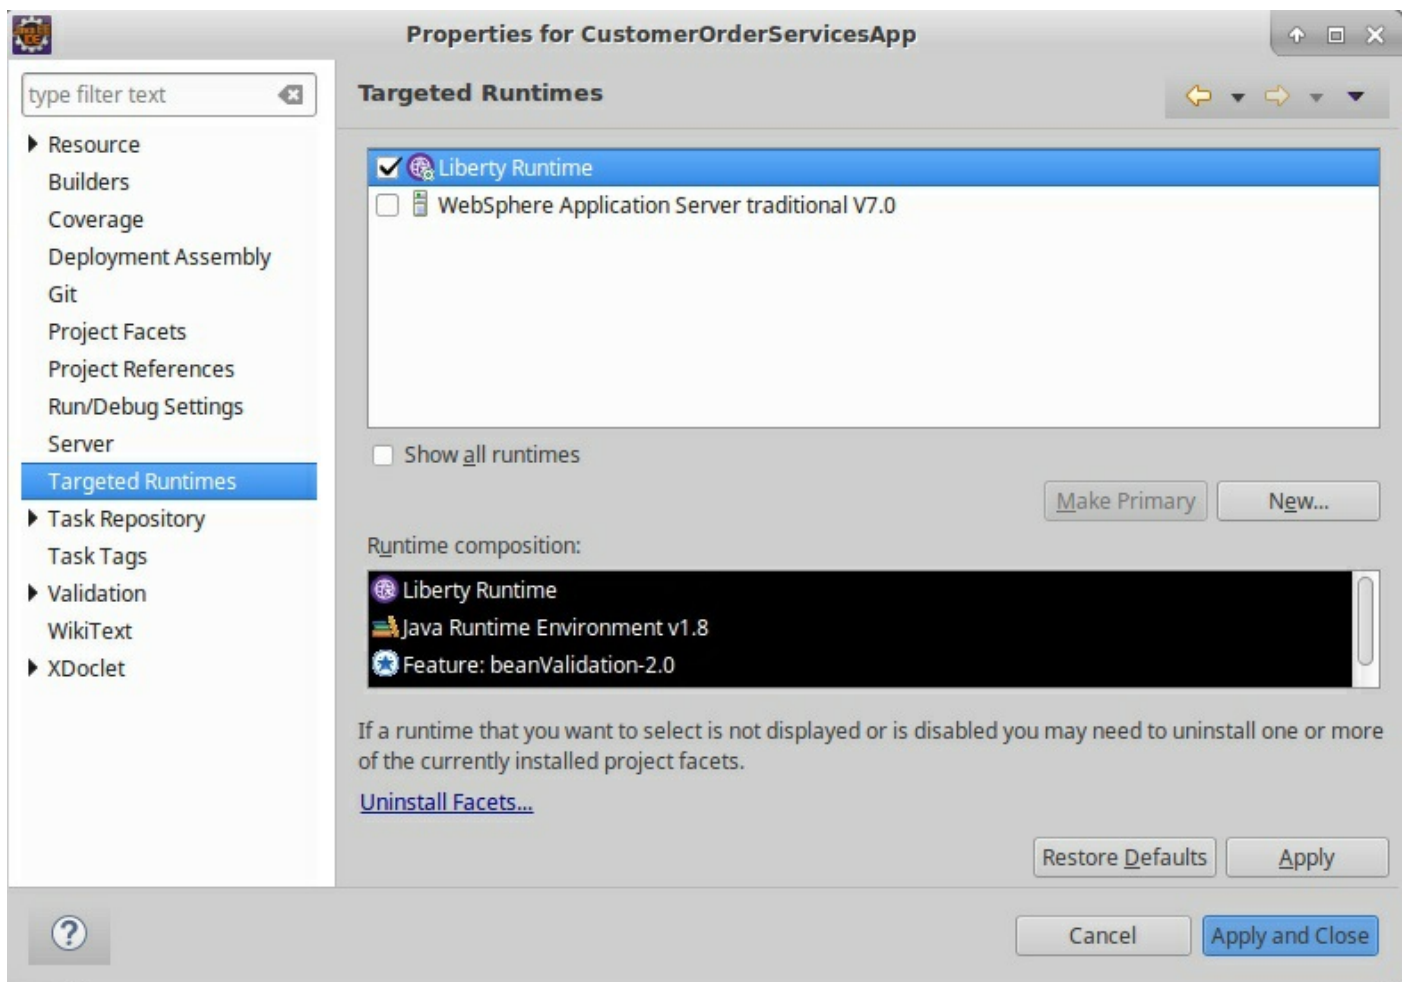 Properties for CustomerOrderServicesApp
type filter text
Resource
Builders
Coverage
Deployment Assembly
Git
Project Facets
Project References
Run/Debug Settings
Server
Targeted Runtimes
Task Repository
Task Tags
Validation
WikiText
XDoclet
Targeted Runtimes
Liberty Runtime
WebSphere Application Server traditional V7.0
Show all runtimes
Make Primary
New...
Runtime composition:
Liberty Runtime
Java Runtime Environment v1.8
Feature: beanValidation-2.0
If a runtime that you want to select is not displayed or is disabled you may need to uninstall one or more
of the currently installed project facets.
Uninstall Facets...
Restore Defaults
Apply
?
Cancel
Apply and Close